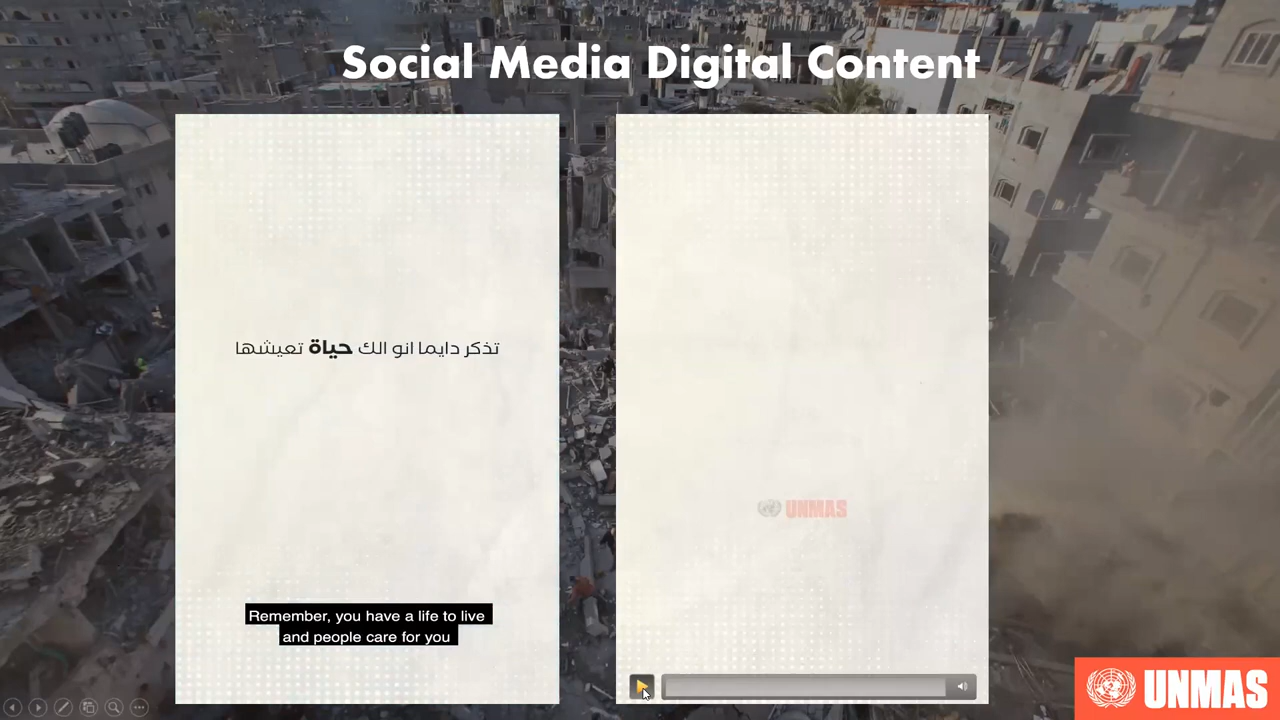 Social Media Digital Content
تذكر دايما انو الك حياة تعيشها
Remember, you have a life to live
and people care for you
UNMAS
UNMAS